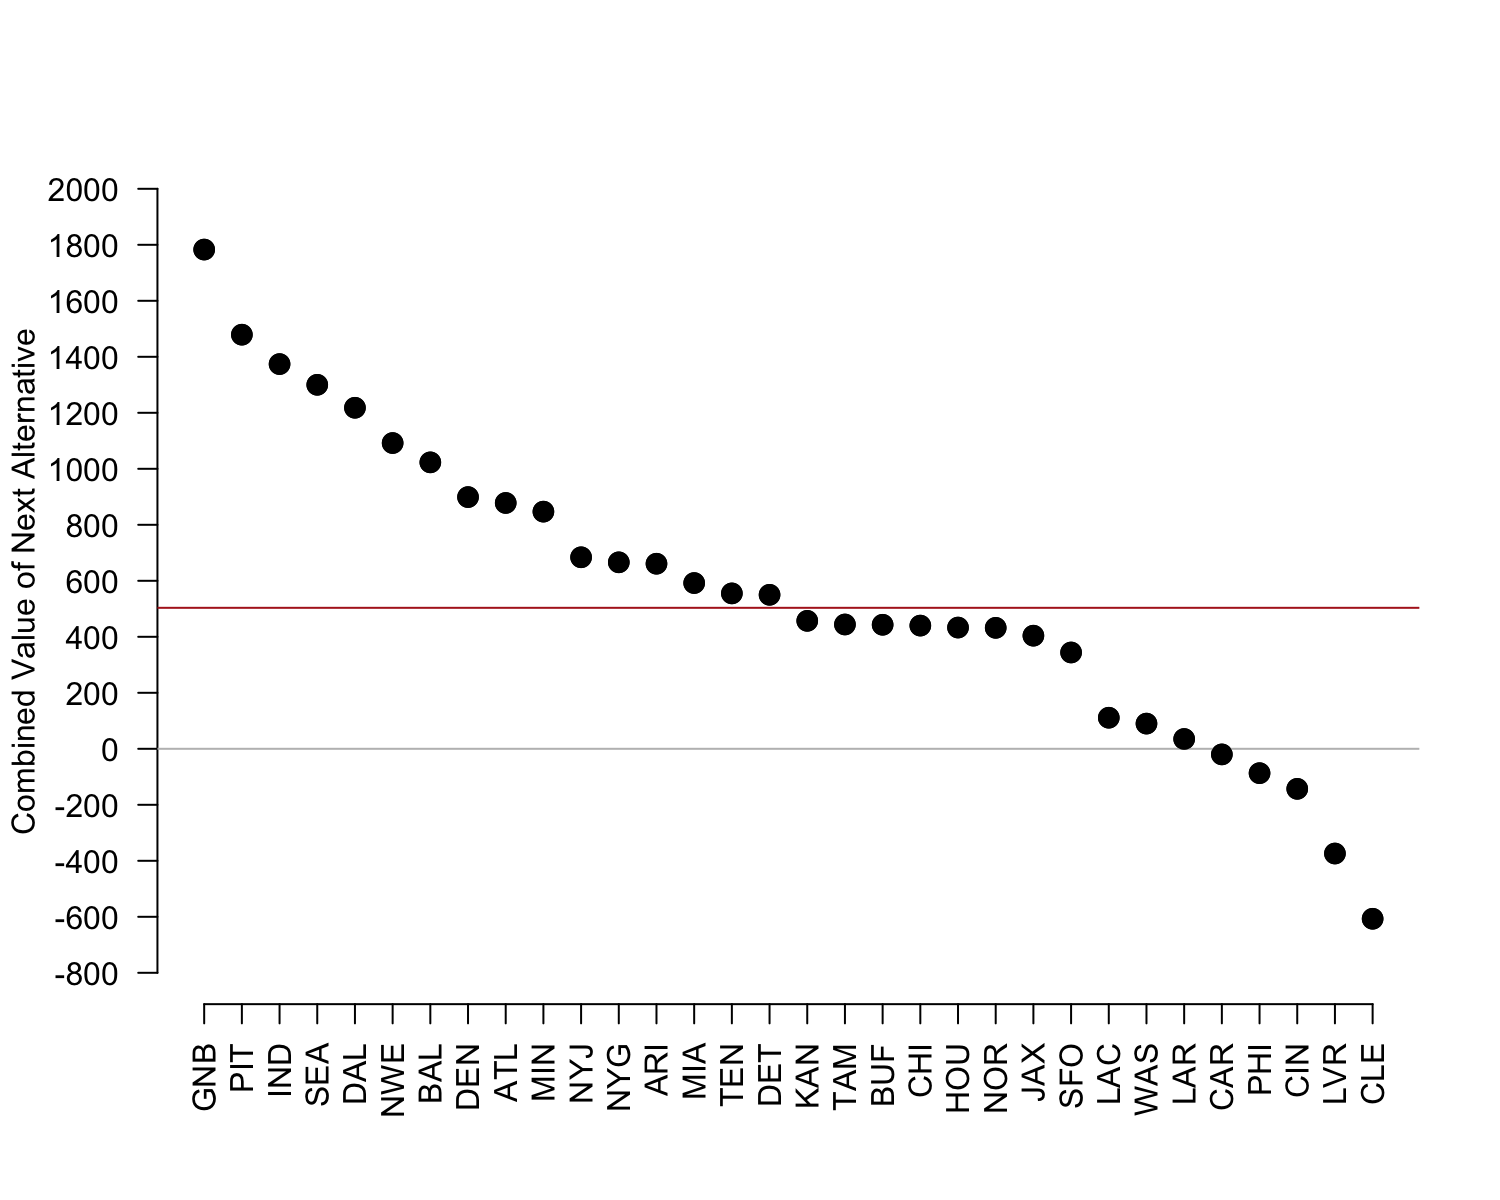 Combined Value of Next Alternative
2000
1800
1600
1400
1200
1000
800
600
400
200
0
-200
-400
-600
-800
GNB
PIT
IND
SEA
DAL
NWE
BAL
DEN
ATL
MIN
NYJ
NYG
ARI
MIA
TEN
DET
KAN
TAM
BUF
CHI
HOU
NOR
JAX
SFO
LAC
WAS
LAR
CAR
PHI
CIN
LVR
CLE